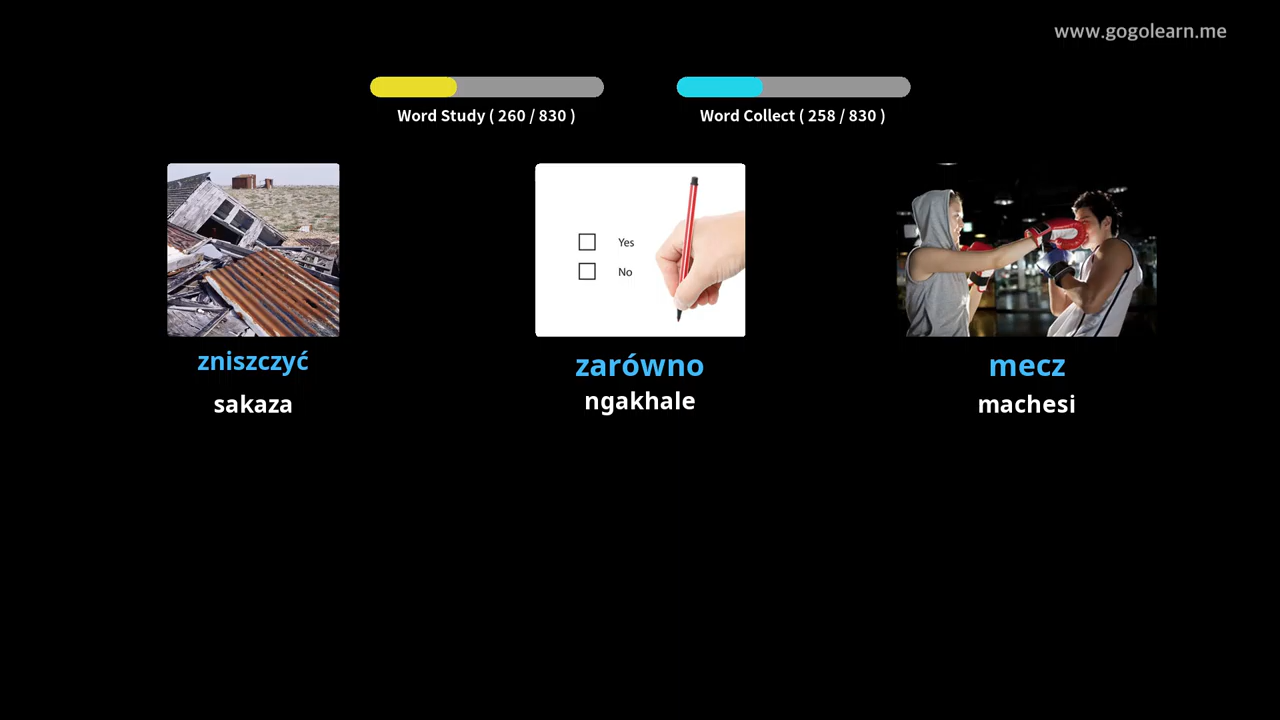 www.gogolearn.me
Word Study ( 260 / 830 )
Word Collect ( 258 / 830 )
Yes
No
zniszczyć
zarówno
mecz
sakaza
ngakhale
machesi